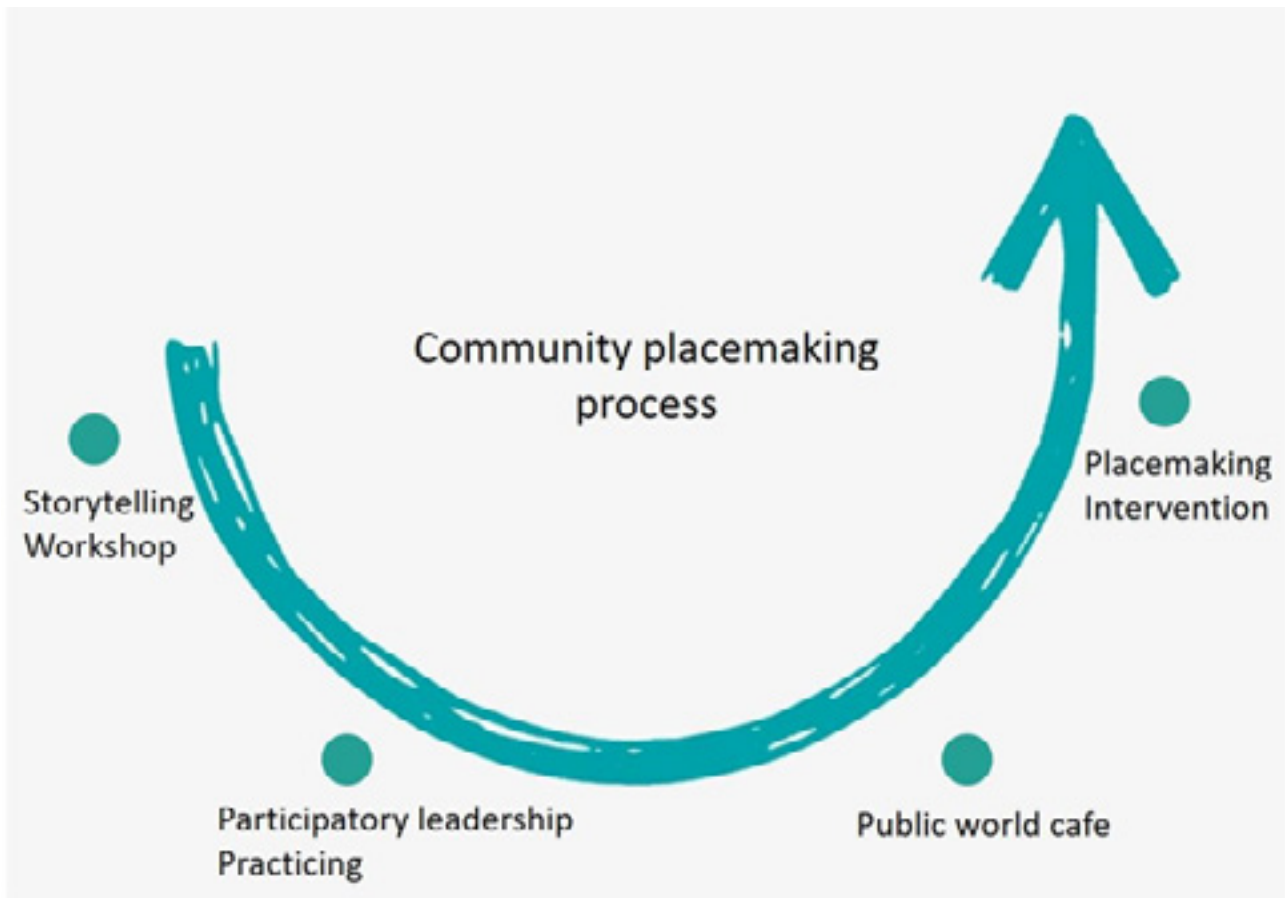 Community placemaking
process
Storytelling
Workshop
Participatory leadership
Practicing
Public world cafe
Placemaking
Intervention